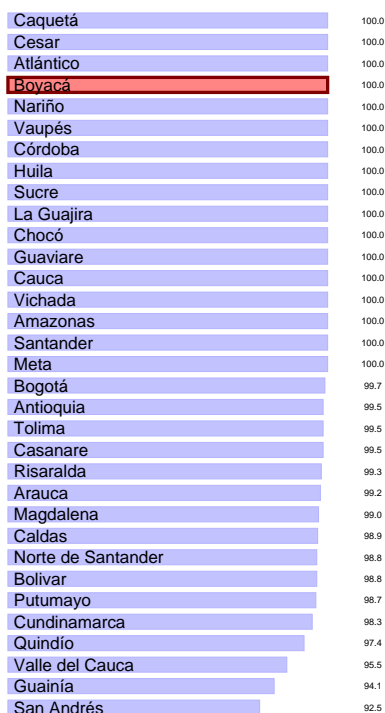 Caquetá 100.0
Cesar 100.0
Atlántico 100.0
Boyacá 100.0
Nariño 100.0
Vaupés 100.0
Córdoba 100.0
Huila 100.0
Sucre 100.0
La Guajira 100.0
Chocó 100.0
Guaviare 100.0
Cauca 100.0
Vichada 100.0
Amazonas 100.0
Santander 100.0
Meta 100.0
Bogotá 99.7
Antioquia 99.5
Tolima 99.5
Casanare 99.5
Risaralda 99.3
Arauca 99.2
Magdalena 99.0
Caldas 98.9
Norte de Santander 98.8
Bolivar 98.8
Putumayo 98.7
Cundinamarca 98.3
Quindío 97.4
Valle del Cauca 95.5
Guainía 94.1
San Andrés 92.5